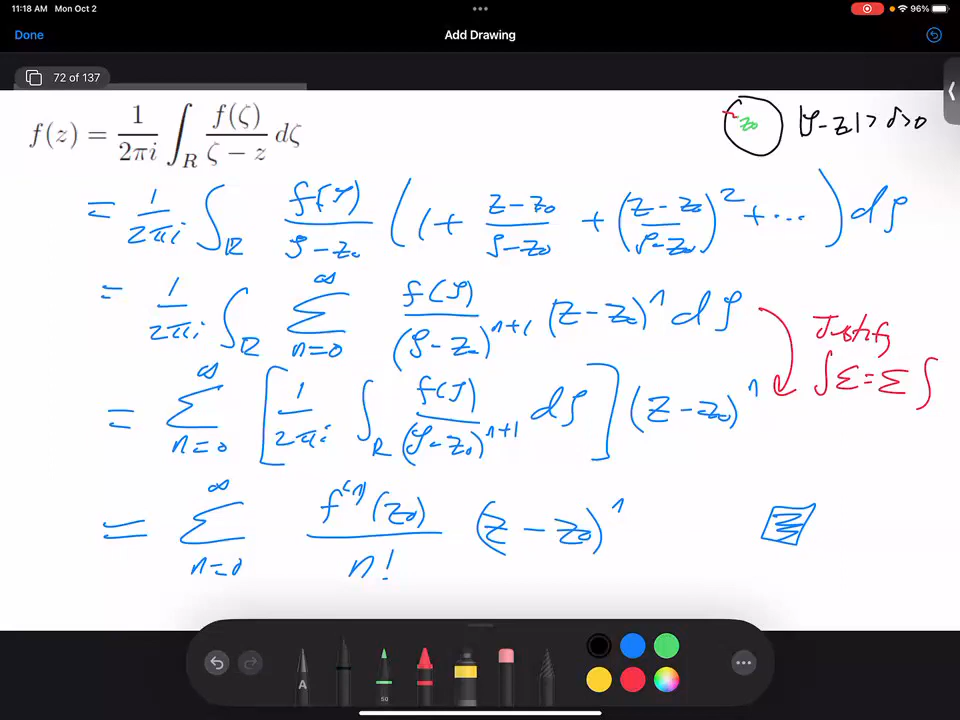 11:18 AM Mon Oct 2
96%
Done
Add Drawing
72 of 137
f(z) = 1/2πi ∫_R f(ζ)/(ζ − z) dζ
z₀ |ζ−z| > δ > 0
= 1/2πi ∫_R f(ζ)/(ζ−z₀) (1 + (z−z₀)/(ζ−z₀) + ((z−z₀)/(ζ−z₀))² + ⋯) dζ
= 1/2πi ∫_R ∑_{n=0}^∞ f(ζ)/(ζ−z₀)^{n+1} (z−z₀)^n dζ
Justify
∫Σ = Σ∫
= ∑_{n=0}^∞ [1/2πi ∫_R f(ζ)/(ζ−z₀)^{n+1} dζ] (z−z₀)^n
= ∑_{n=0}^∞ f^{(n)}(z₀)/n! (z−z₀)^n
A
50